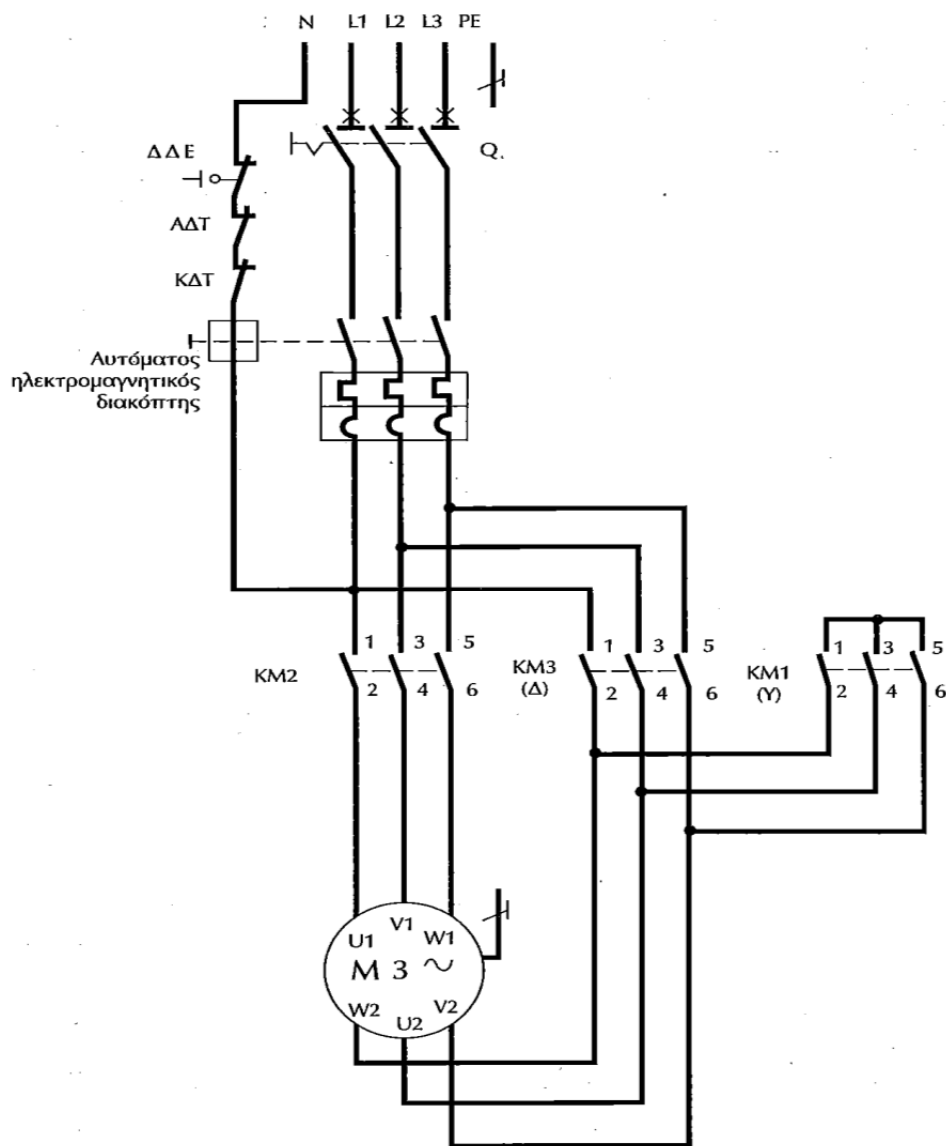 N L1 L2 L3 PE
Q
ΔΔΕ
ΑΔΤ
ΚΔΤ
Αυτόματος
ηλεκτρομαγνητικός
διακόπτης
KM2
1 3 5
2 4 6
KM3
(Δ)
1 3 5
2 4 6
KM1
(Y)
1 3 5
2 4 6
U1 V1 W1
M 3 ~
W2 U2 V2